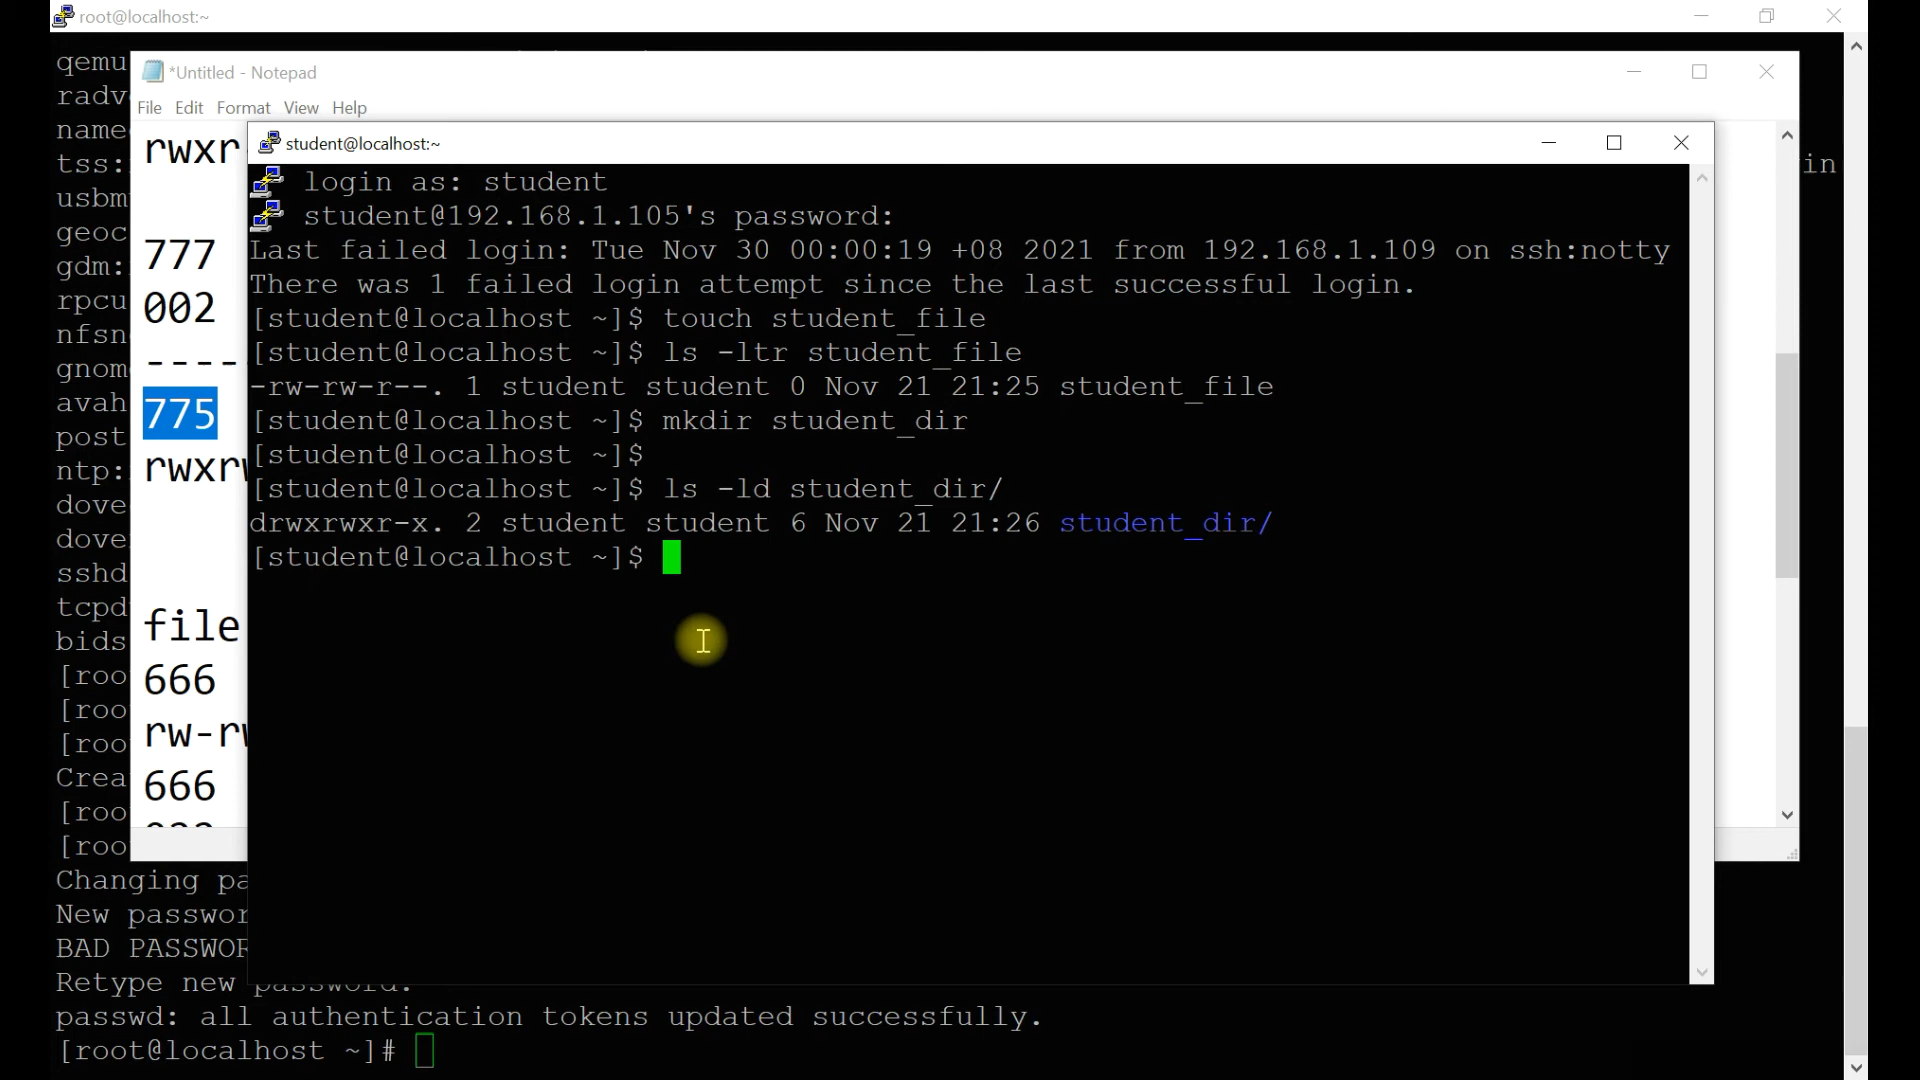 root@localhost:~
*Untitled - Notepad
File Edit Format View Help
student@localhost:~
login as: student
student@192.168.1.105's password:
Last failed login: Tue Nov 30 00:00:19 +08 2021 from 192.168.1.109 on ssh:notty
There was 1 failed login attempt since the last successful login.
[student@localhost ~]$ touch student_file
[student@localhost ~]$ ls -ltr student_file
-rw-rw-r--. 1 student student 0 Nov 21 21:25 student_file
[student@localhost ~]$ mkdir student_dir
[student@localhost ~]$
[student@localhost ~]$ ls -ld student_dir/
drwxrwxr-x. 2 student student 6 Nov 21 21:26 student_dir/
[student@localhost ~]$
rwxr
777
002
-----
775
rwxr
file
666
rw-r
666
qemu
radv
name
tss:
in
usbm
geoc
gdm:
rpcu
nfsn
gnom
avah
post
ntp:
dove
dove
sshd
tcpd
bids
[roo
[roo
[roo
Crea
[roo
[roo
Changing pa
New passwor
BAD PASSWOR
Retype new password:
passwd: all authentication tokens updated successfully.
[root@localhost ~]#